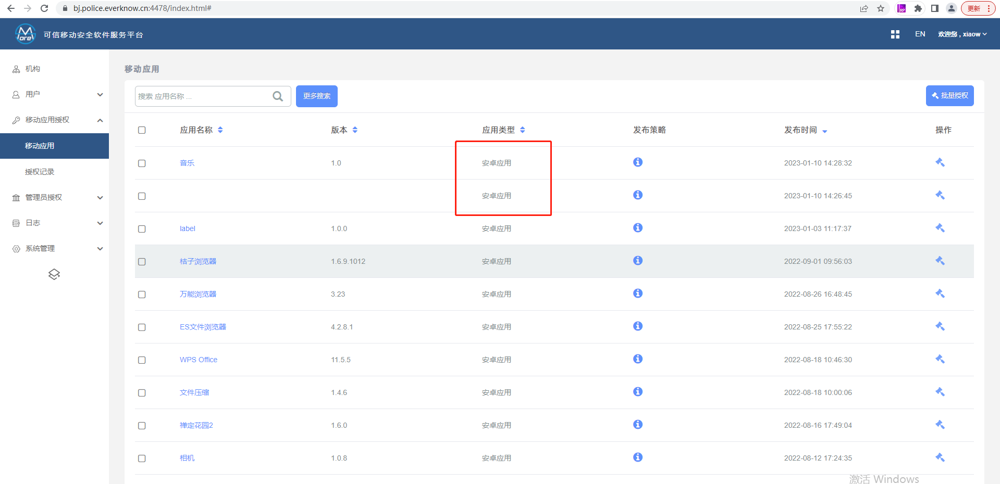 bj.police.everknow.cn:4478/index.html#
RP
更新
More
可信移动安全软件服务平台
EN
欢迎您 , xiaow
机构
用户
移动应用授权
移动应用
授权记录
管理员授权
日志
系统管理
移动应用
搜索 应用名称 ...
更多搜索
批量授权
应用名称 版本 应用类型 发布策略 发布时间 操作
音乐 1.0 安卓应用 2023-01-10 14:28:32
安卓应用 2023-01-10 14:26:45
label 1.0.0 安卓应用 2023-01-03 11:17:37
桔子浏览器 1.6.9.1012 安卓应用 2022-09-01 09:56:03
万能浏览器 3.23 安卓应用 2022-08-26 16:48:45
ES文件浏览器 4.2.8.1 安卓应用 2022-08-25 17:55:22
WPS Office 11.5.5 安卓应用 2022-08-18 10:46:30
文件压缩 1.4.6 安卓应用 2022-08-18 10:00:06
禅定花园2 1.6.0 安卓应用 2022-08-16 17:49:04
相机 1.0.8 安卓应用 2022-08-12 17:24:35
激活 Windows